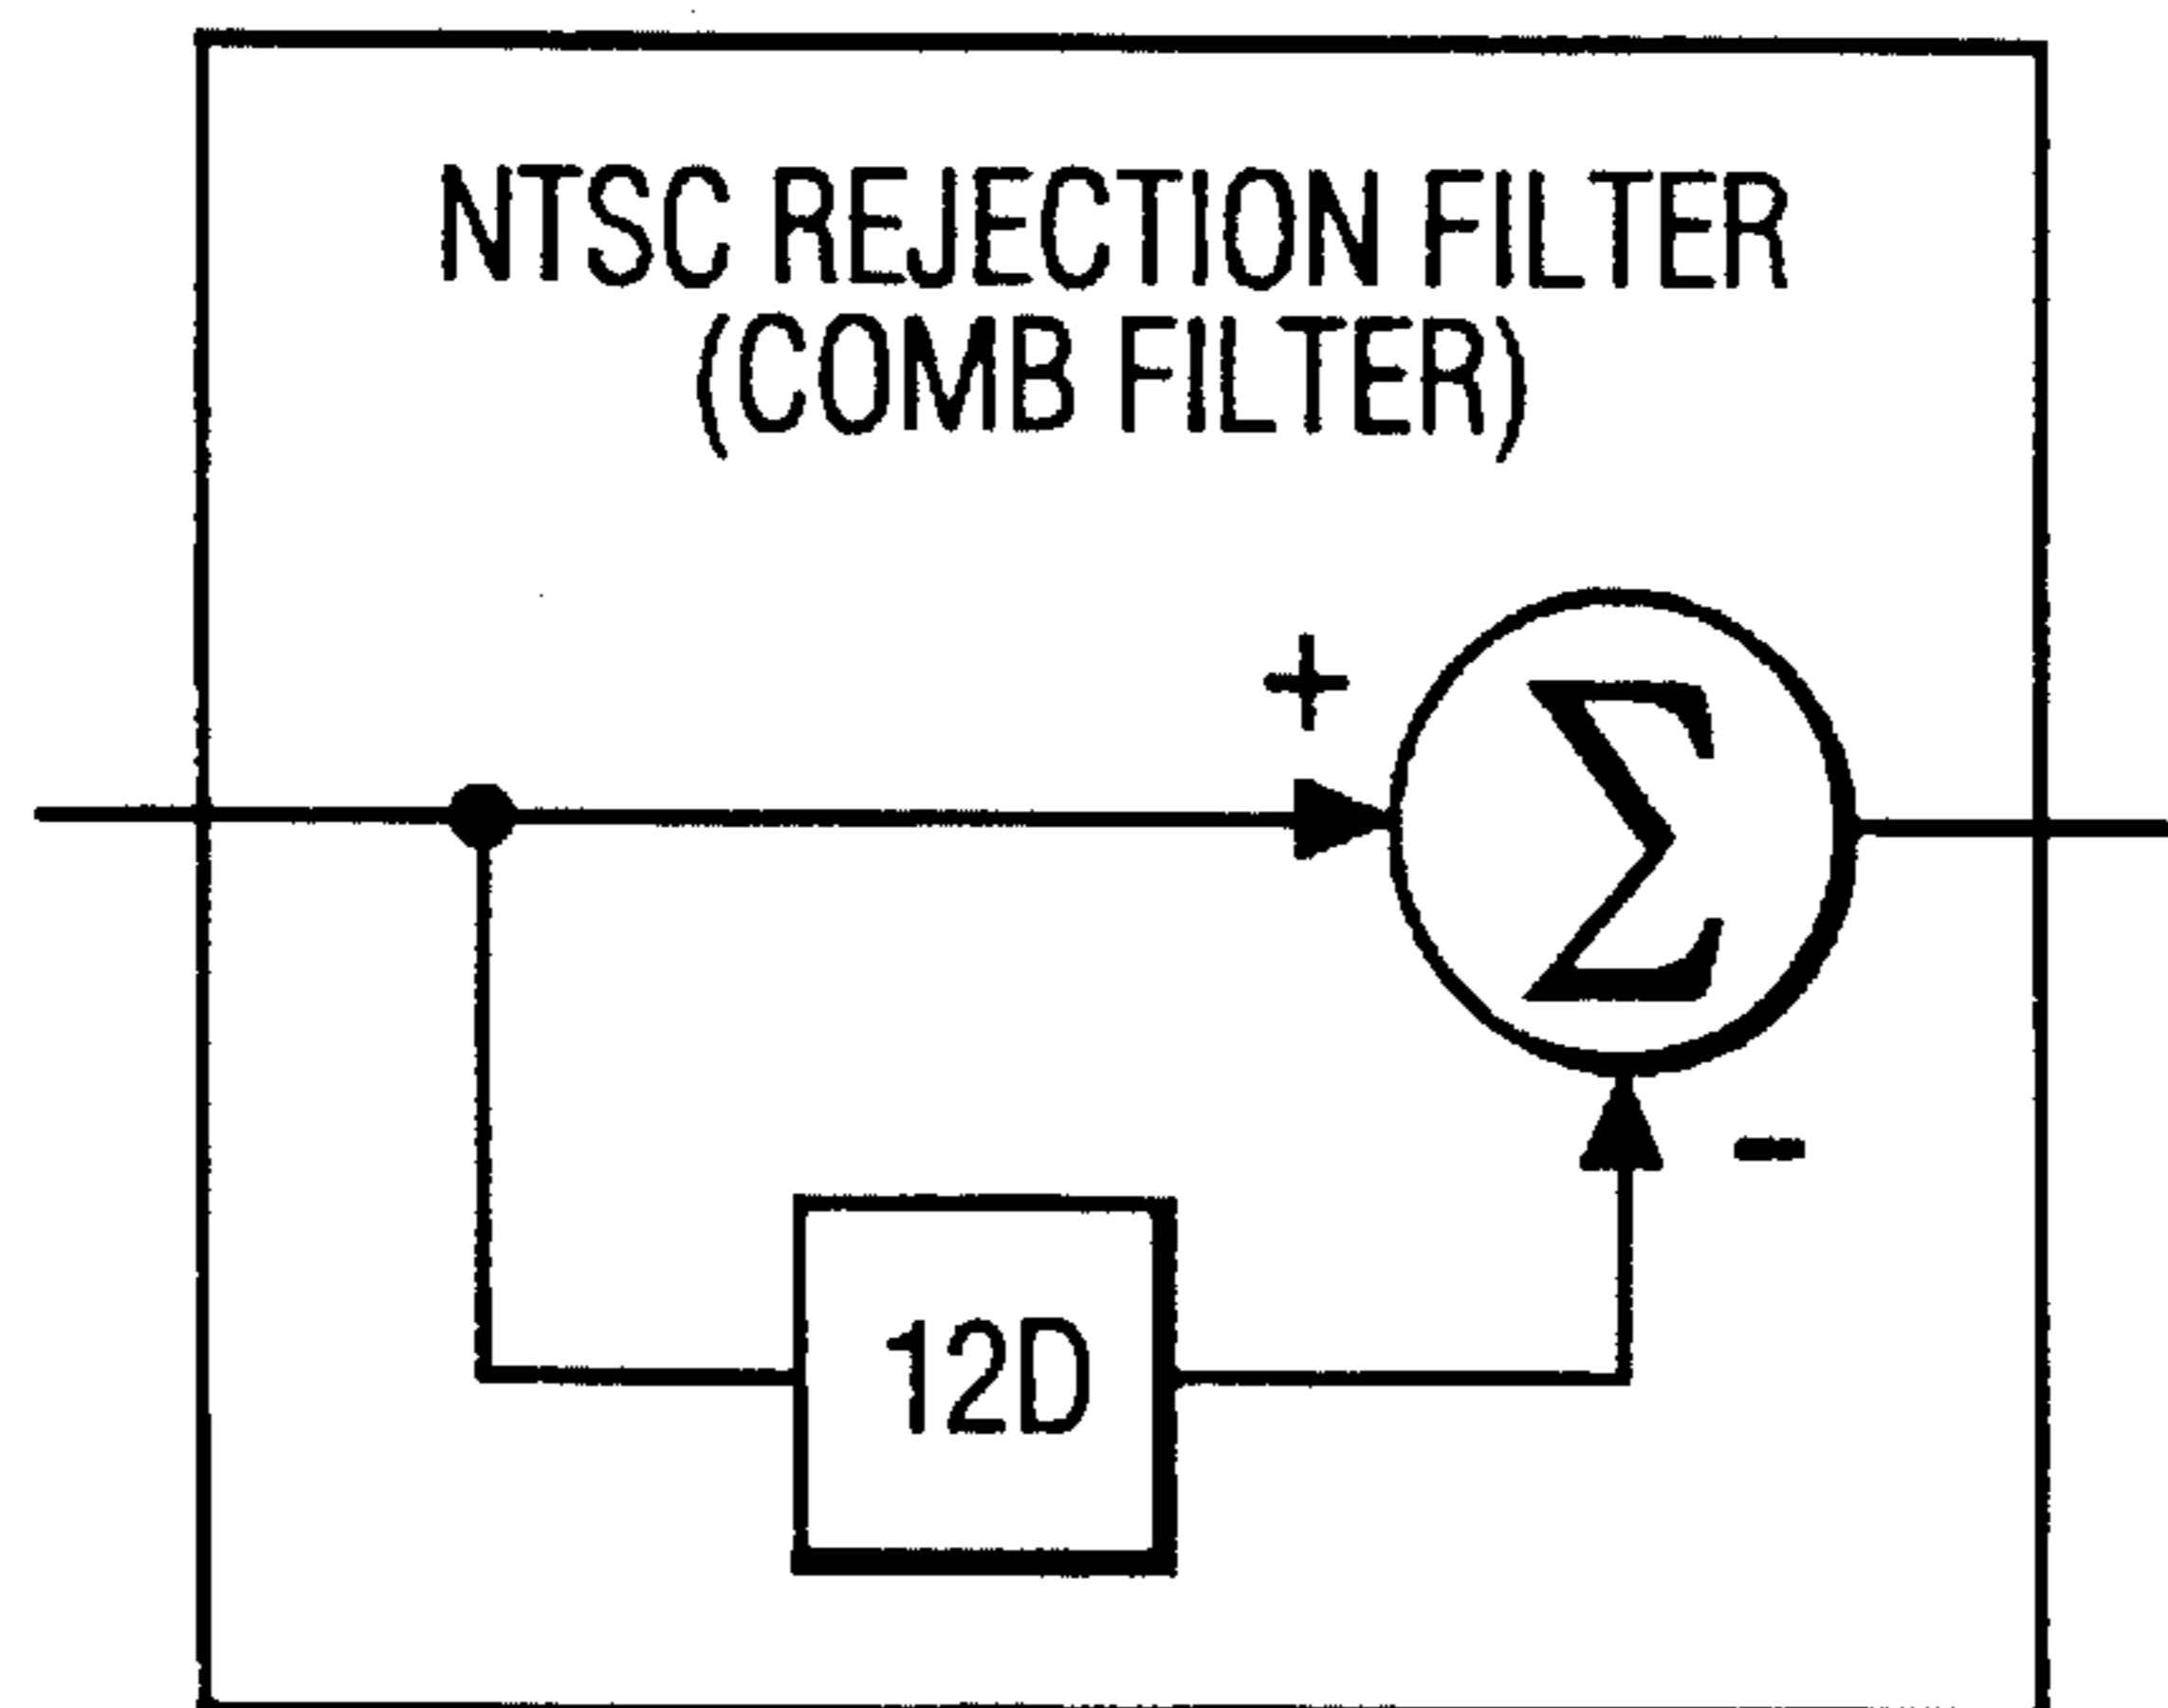 NTSC REJECTION FILTER
(COMB FILTER)
+
Σ
-
12D